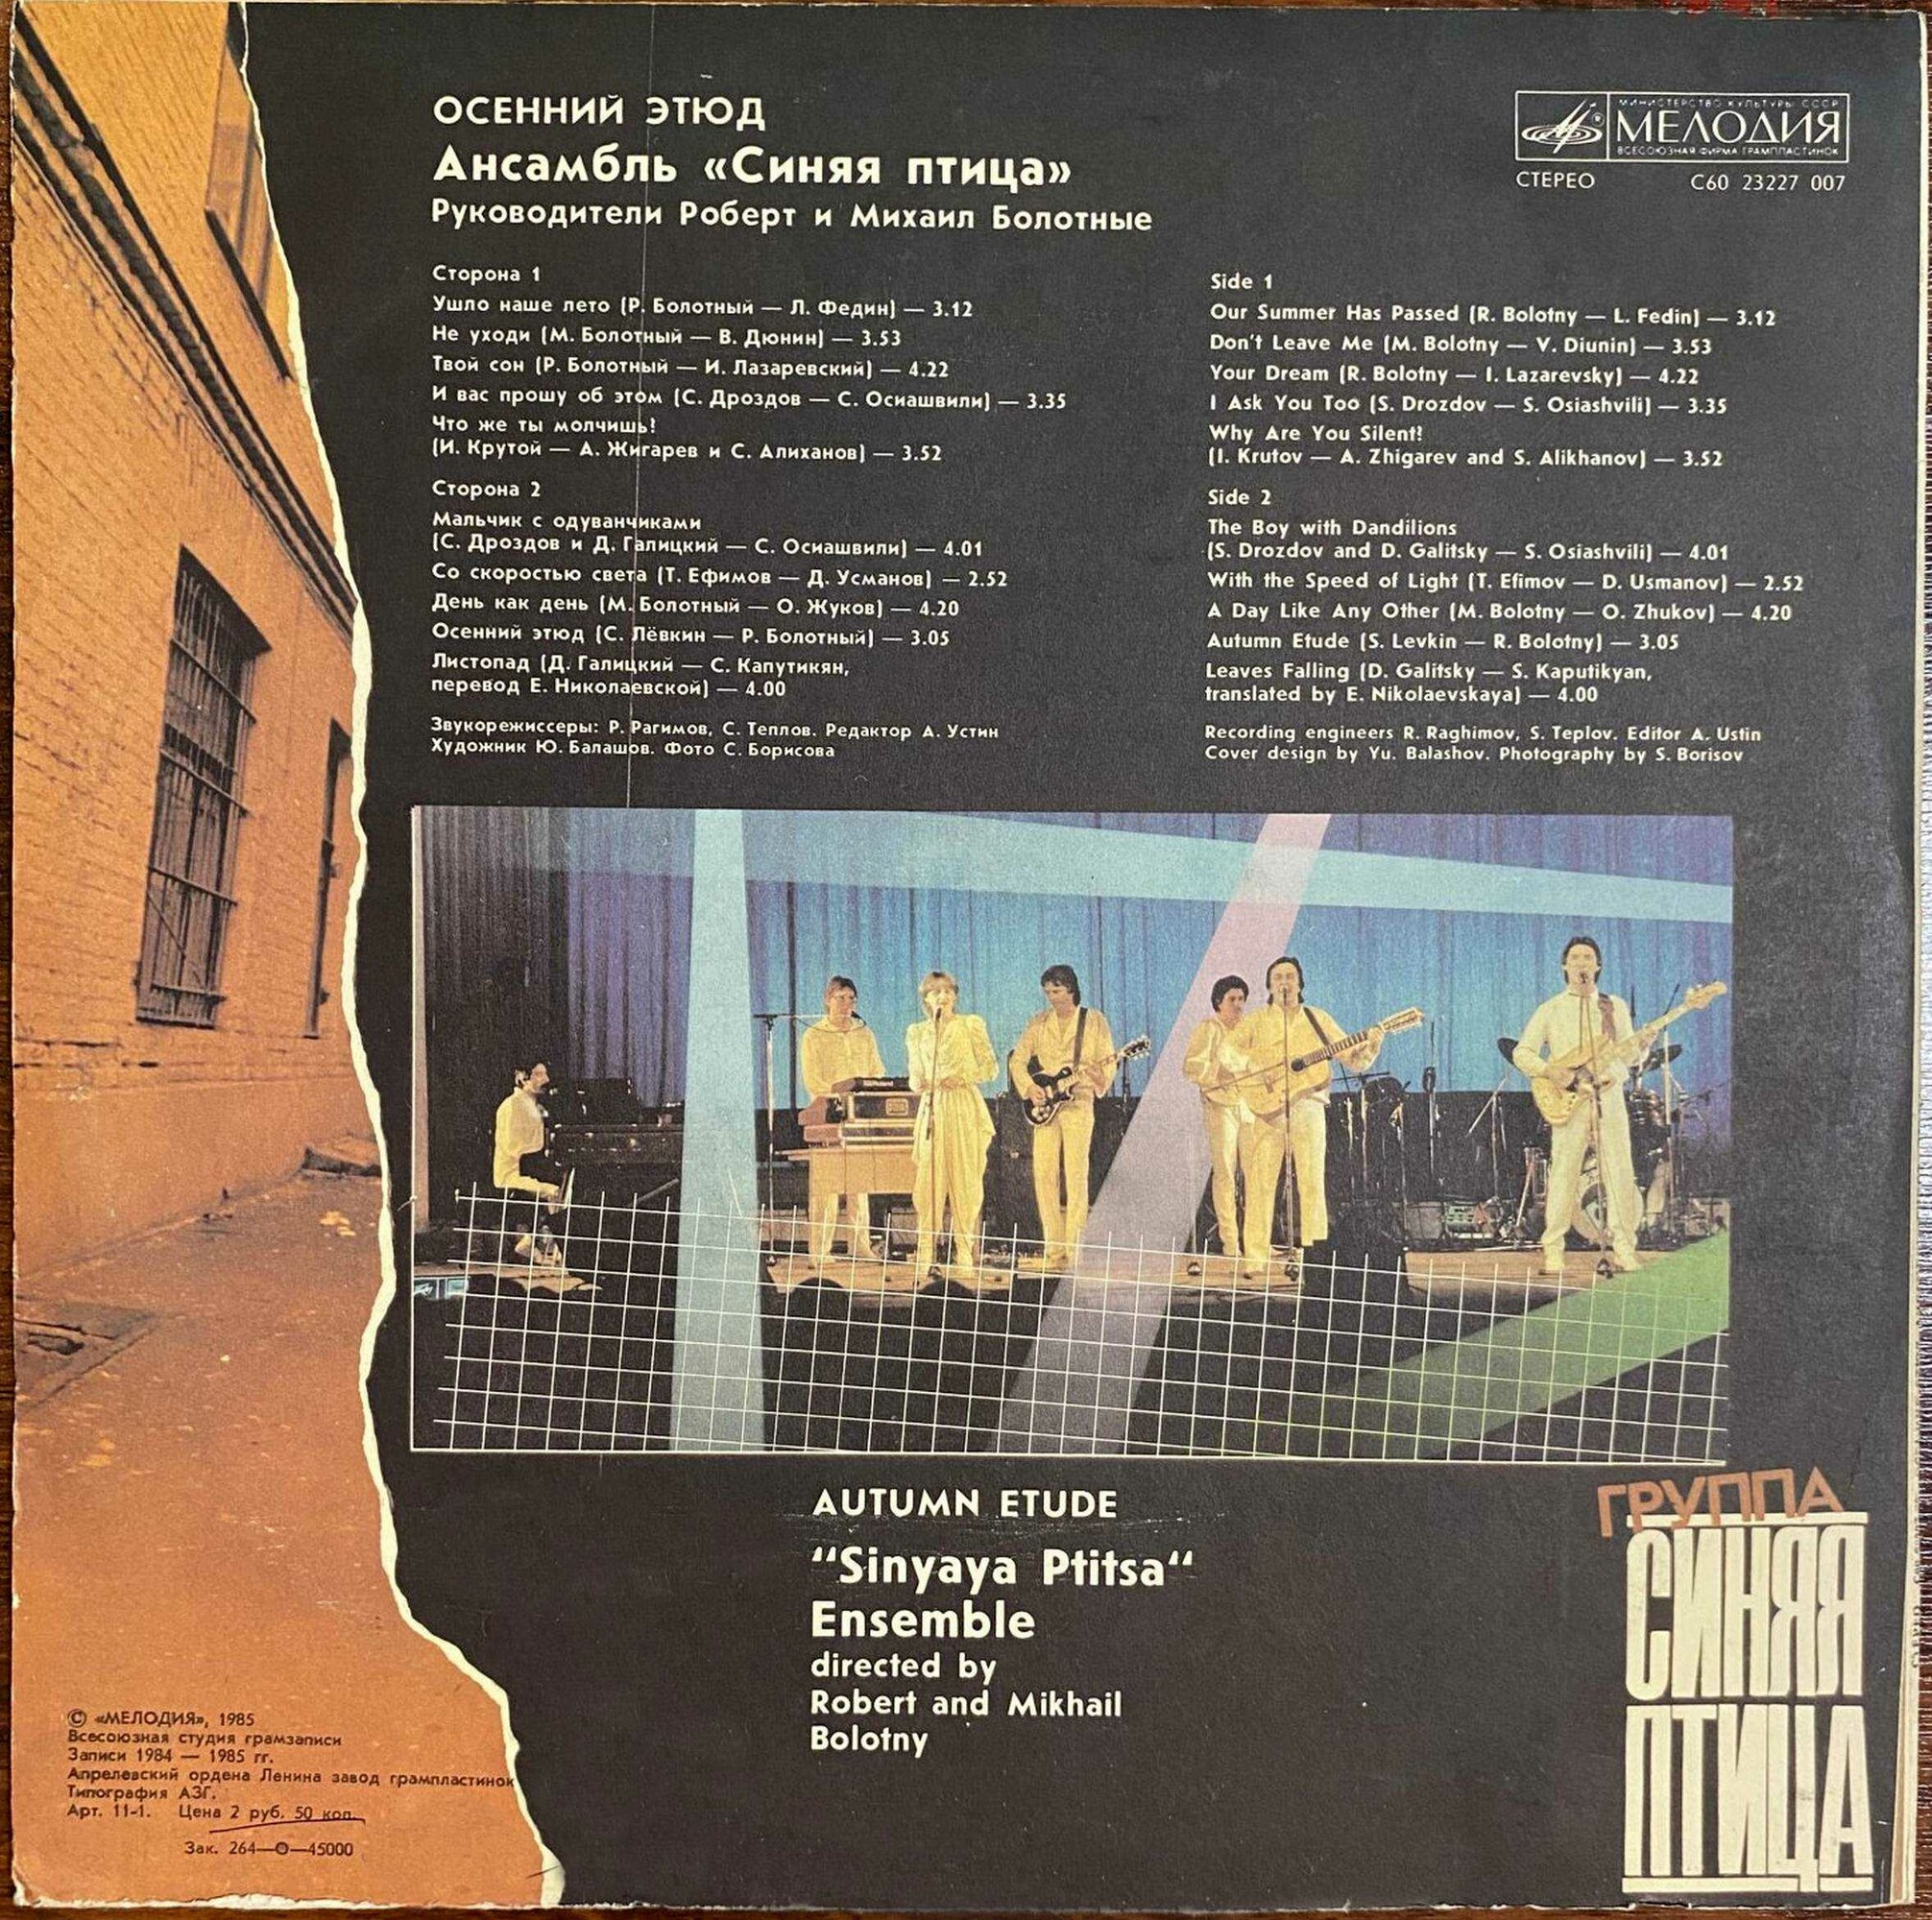 ОСЕННИЙ ЭТЮД
Ансамбль «Синяя птица»
Руководители Роберт и Михаил Болотные
МИНИСТЕРСТВО КУЛЬТУРЫ СССР
МЕЛОДИЯ
ВСЕСОЮЗНАЯ ФИРМА ГРАМПЛАСТИНОК
СТЕРЕО С60 23227 007
Сторона 1
Ушло наше лето (Р. Болотный — Л. Федин) — 3.12
Не уходи (М. Болотный — В. Дюнин) — 3.53
Твой сон (Р. Болотный — И. Лазаревский) — 4.22
И вас прошу об этом (С. Дроздов — С. Осиашвили) — 3.35
Что же ты молчишь?
(И. Крутой — А. Жигарев и С. Алиханов) — 3.52
Сторона 2
Мальчик с одуванчиками
(С. Дроздов и Д. Галицкий — С. Осиашвили) — 4.01
Со скоростью света (Т. Ефимов — Д. Усманов) — 2.52
День как день (М. Болотный — О. Жуков) — 4.20
Осенний этюд (С. Лёвкин — Р. Болотный) — 3.05
Листопад (Д. Галицкий — С. Капутикян,
перевод Е. Николаевской) — 4.00
Звукорежиссеры: Р. Рагимов, С. Теплов. Редактор А. Устин
Художник Ю. Балашов. Фото С. Борисова
Side 1
Our Summer Has Passed (R. Bolotny — L. Fedin) — 3.12
Don't Leave Me (M. Bolotny — V. Diunin) — 3.53
Your Dream (R. Bolotny — I. Lazarevsky) — 4.22
I Ask You Too (S. Drozdov — S. Osiashvili) — 3.35
Why Are You Silent?
(I. Krutov — A. Zhigarev and S. Alikhanov) — 3.52
Side 2
The Boy with Dandilions
(S. Drozdov and D. Galitsky — S. Osiashvili) — 4.01
With the Speed of Light (T. Efimov — D. Usmanov) — 2.52
A Day Like Any Other (M. Bolotny — O. Zhukov) — 4.20
Autumn Etude (S. Levkin — R. Bolotny) — 3.05
Leaves Falling (D. Galitsky — S. Kaputikyan,
translated by E. Nikolaevskaya) — 4.00
Recording engineers R. Raghimov, S. Teplov. Editor A. Ustin
Cover design by Yu. Balashov. Photography by S. Borisov
Roland
AUTUMN ETUDE
“Sinyaya Ptitsa“
Ensemble
directed by
Robert and Mikhail
Bolotny
ГРУППА
СИНЯЯ
ПТИЦА
© «МЕЛОДИЯ», 1985
Всесоюзная студия грамзаписи
Записи 1984 — 1985 гг.
Апрелевский ордена Ленина завод грампластинок
Типография АЗГ.
Арт. 11-1. Цена 2 руб. 50 коп.
Зак. 264—О—45000